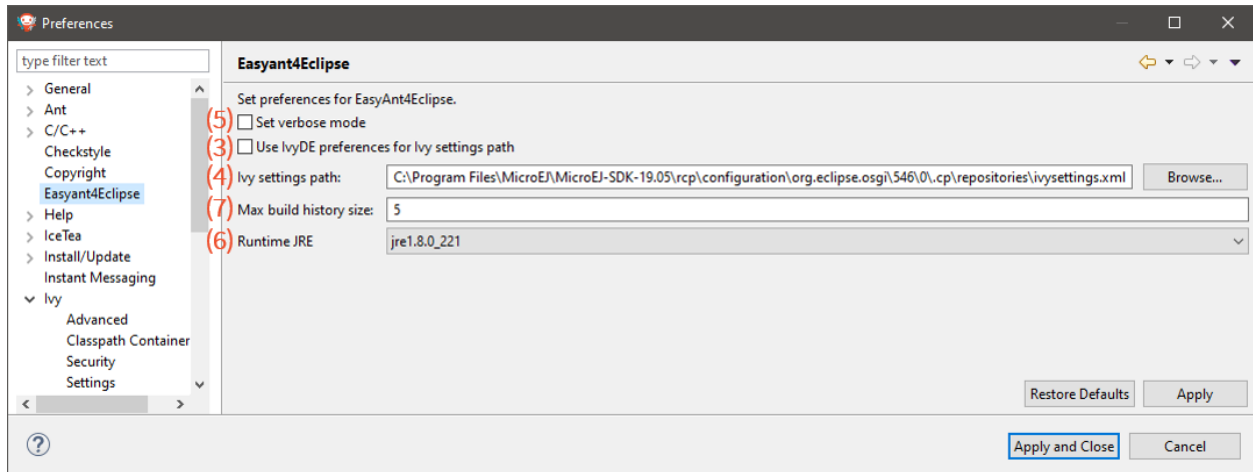 Preferences
type filter text
General
Ant
C/C++
Checkstyle
Copyright
Easyant4Eclipse
Help
IceTea
Install/Update
Instant Messaging
Ivy
Advanced
Classpath Container
Security
Settings
Easyant4Eclipse
Set preferences for EasyAnt4Eclipse.
(5) Set verbose mode
(3) Use IvyDE preferences for Ivy settings path
(4) Ivy settings path: C:\Program Files\MicroEJ\MicroEJ-SDK-19.05\rcp\configuration\org.eclipse.osgi\546\0\.cp\repositories\ivysettings.xml Browse...
(7) Max build history size: 5
(6) Runtime JRE jre1.8.0_221
Restore Defaults Apply
? Apply and Close Cancel